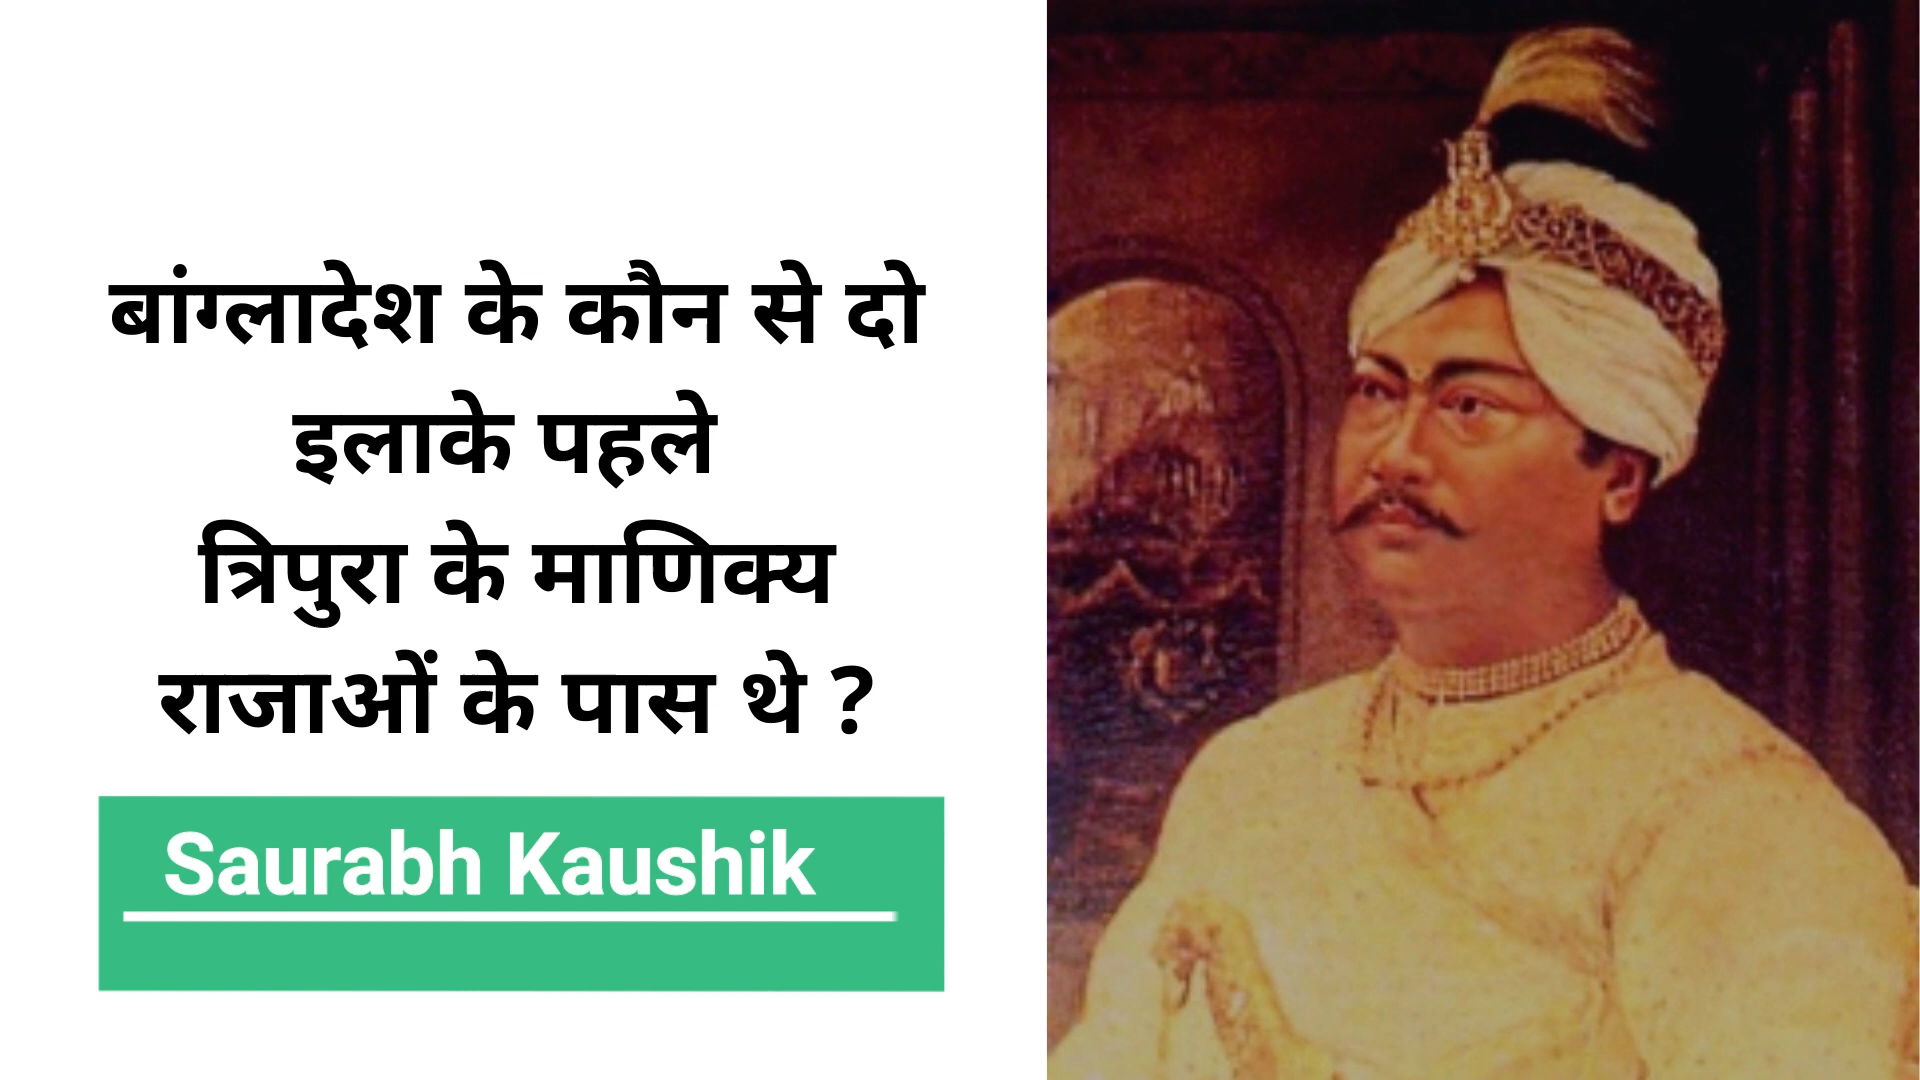 बांग्लादेश के कौन से दो
इलाके पहले
त्रिपुरा के माणिक्य
राजाओं के पास थे ?
Saurabh Kaushik